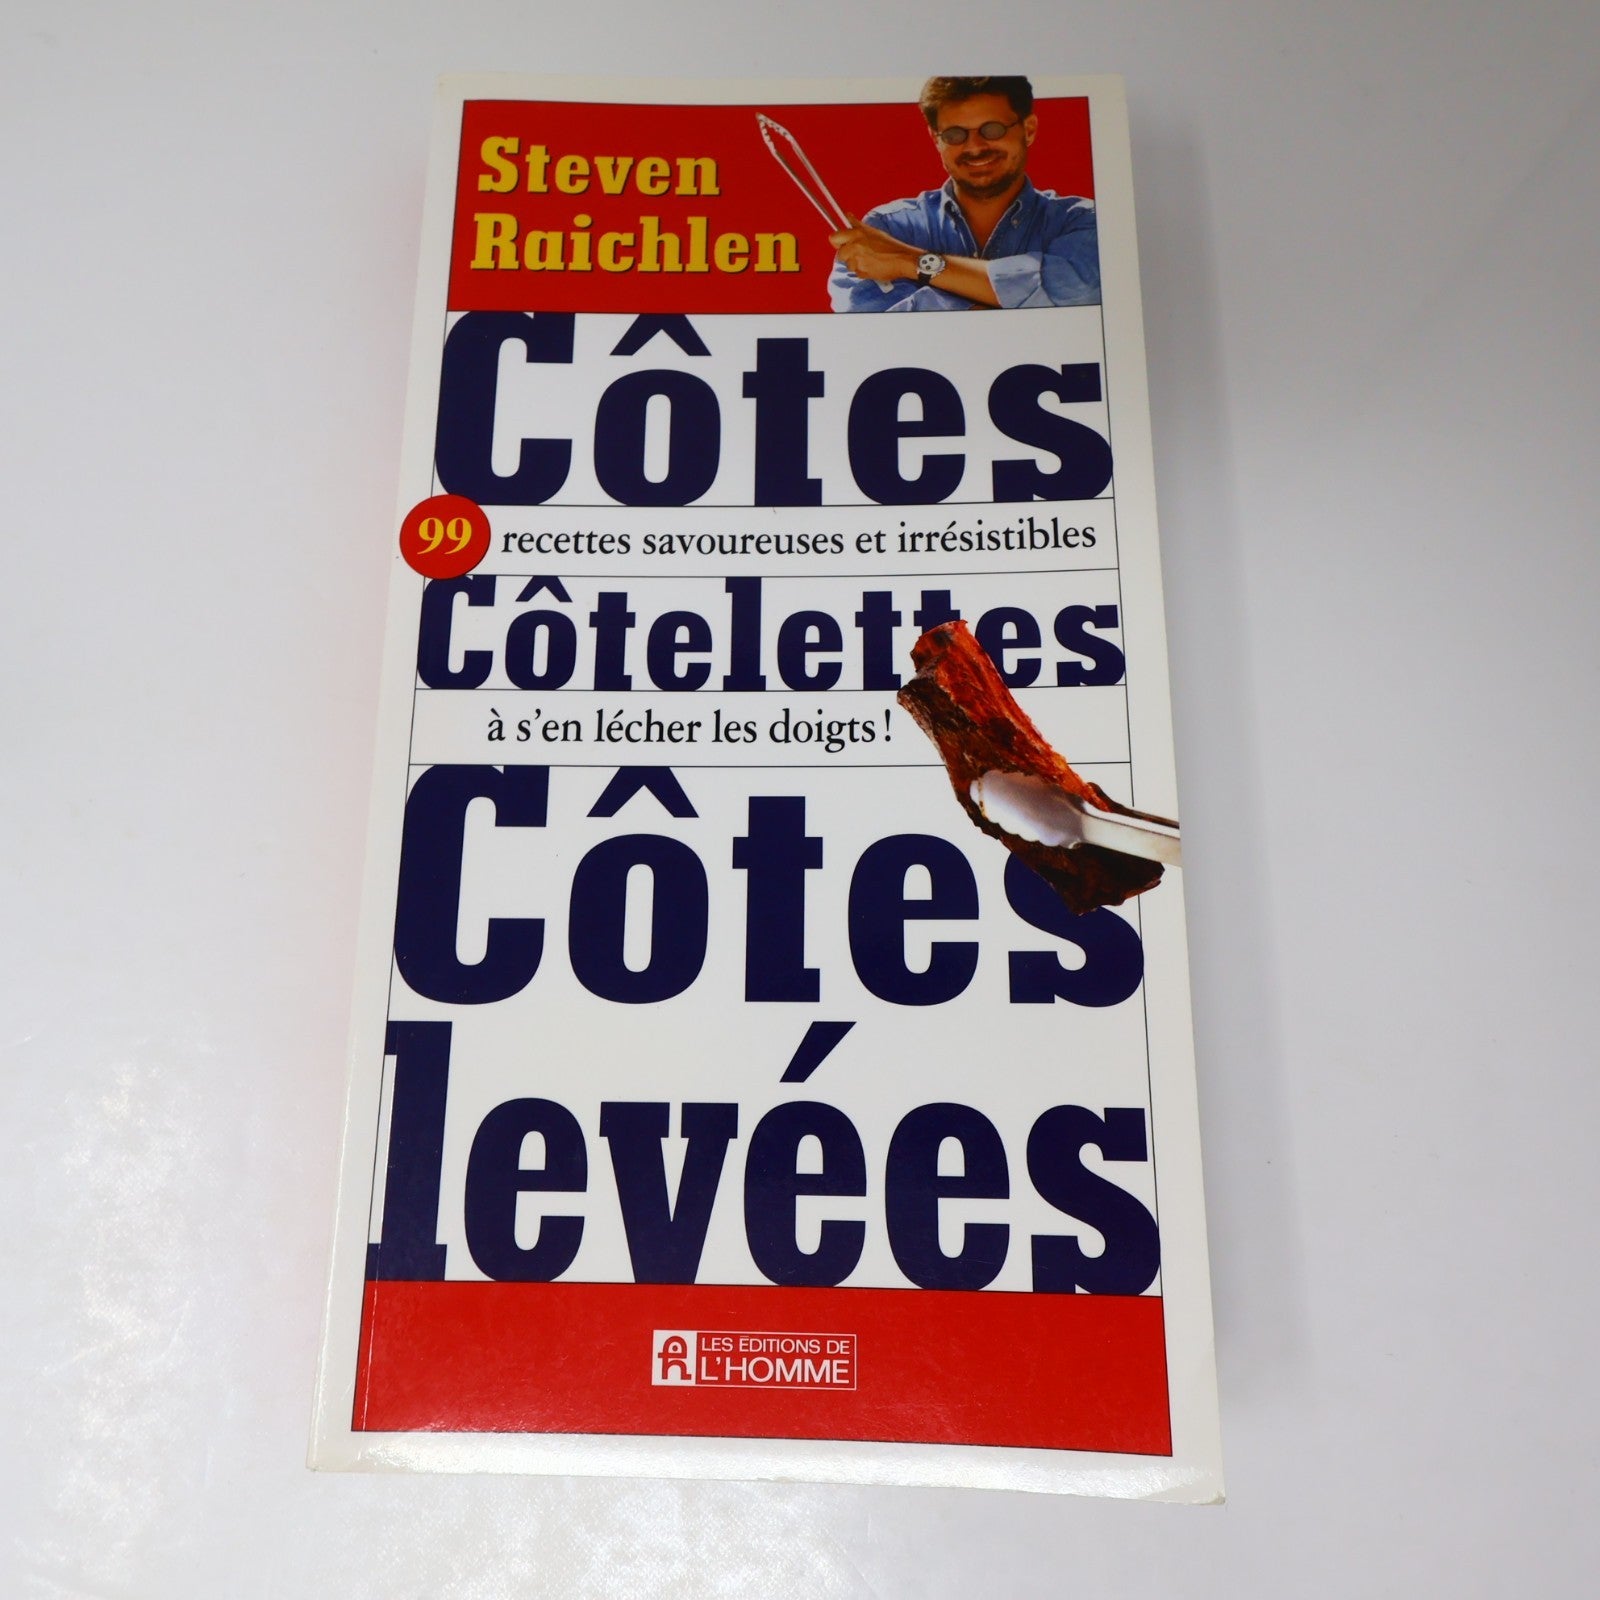 Steven
Raichlen
Côtes
99 recettes savoureuses et irrésistibles
Côtelettes
à s'en lécher les doigts !
Côtes
levées
LES ÉDITIONS DE
L'HOMME